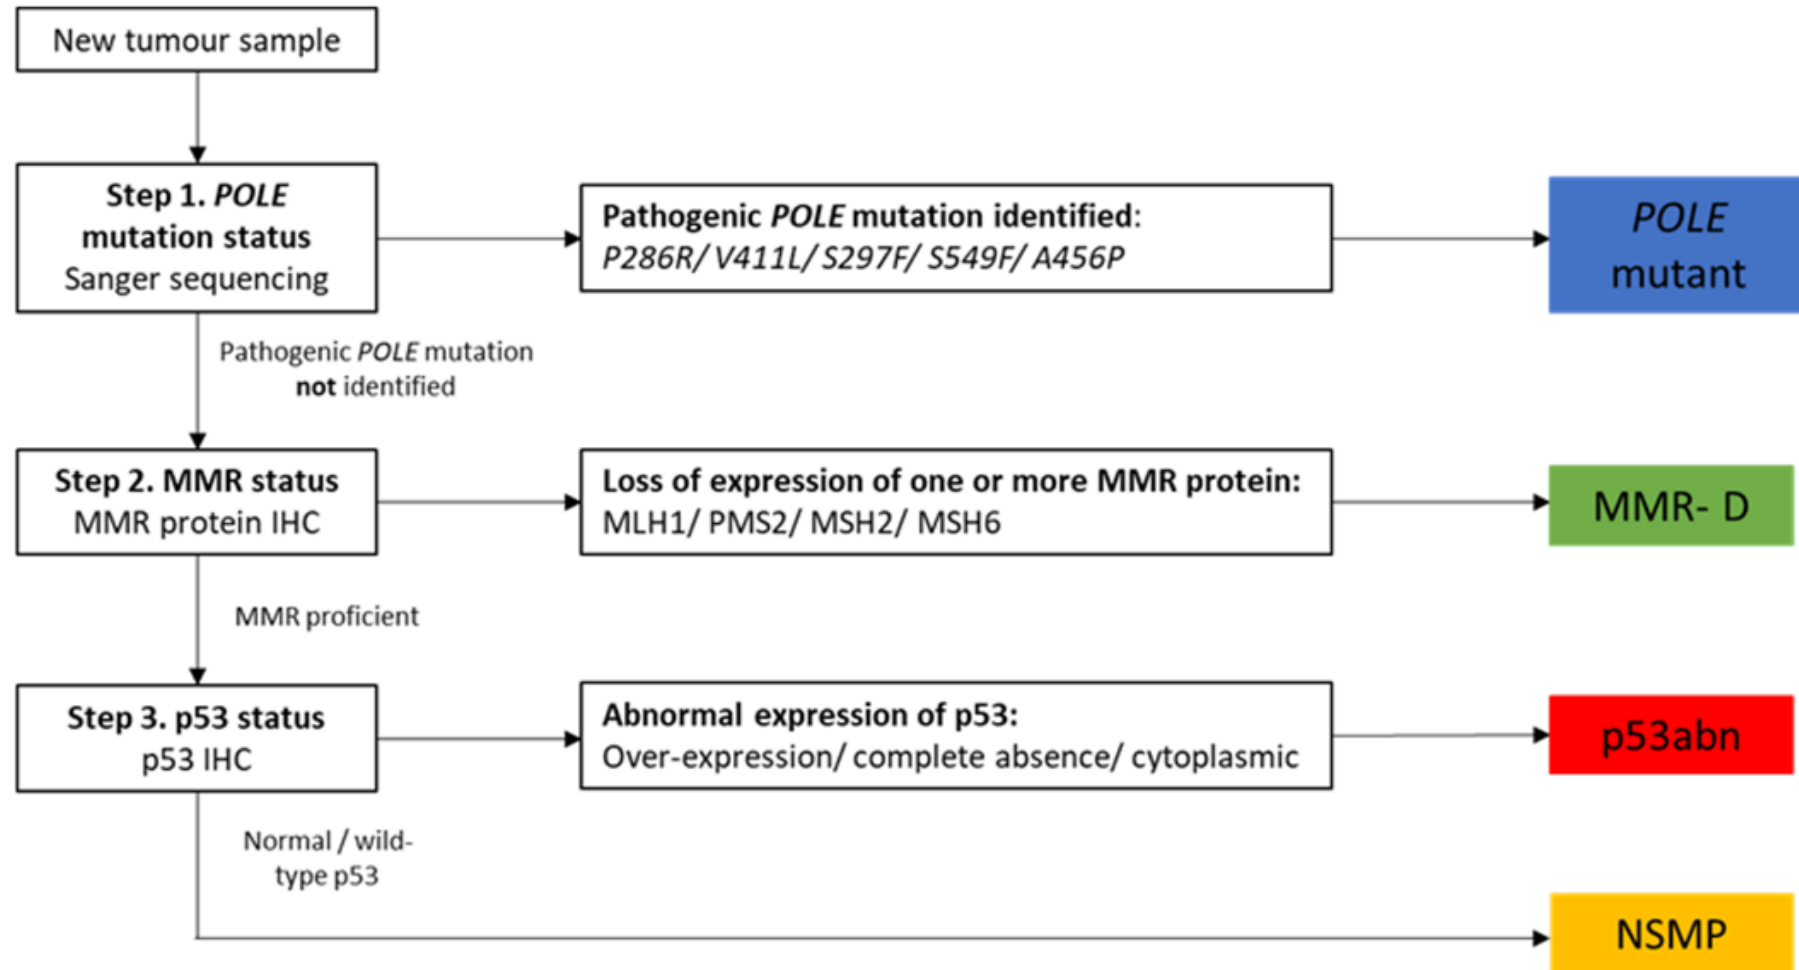 New tumour sample
Step 1. POLE
mutation status
Sanger sequencing
Pathogenic POLE mutation identified:
P286R/ V411L/ S297F/ S549F/ A456P
POLE
mutant
Pathogenic POLE mutation
not identified
Step 2. MMR status
MMR protein IHC
Loss of expression of one or more MMR protein:
MLH1/ PMS2/ MSH2/ MSH6
MMR- D
MMR proficient
Step 3. p53 status
p53 IHC
Abnormal expression of p53:
Over-expression/ complete absence/ cytoplasmic
p53abn
Normal / wild-
type p53
NSMP